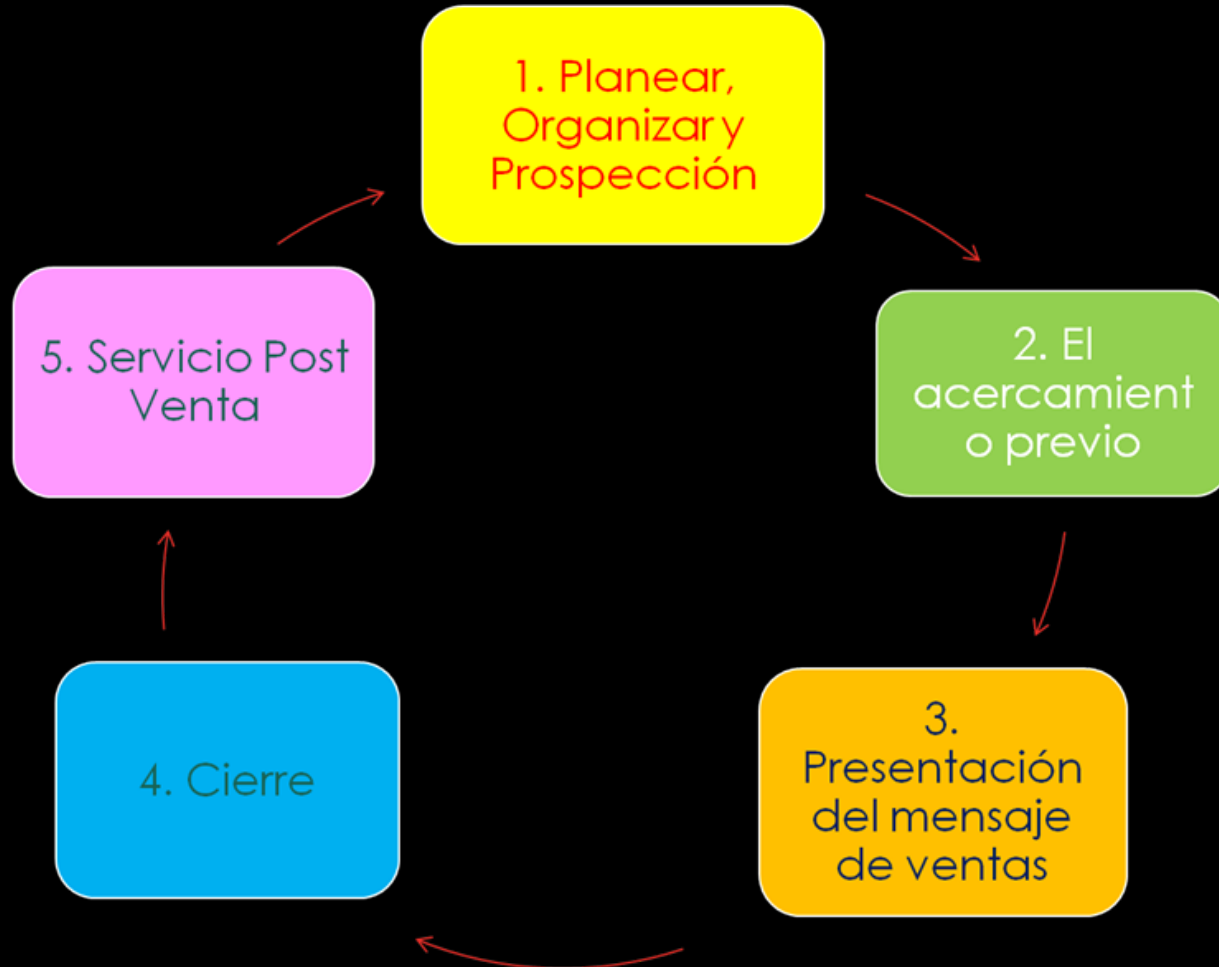 1. Planear,
Organizar y
Prospección
2. El
acercamient
o previo
3.
Presentación
del mensaje
de ventas
4. Cierre
5. Servicio Post
Venta